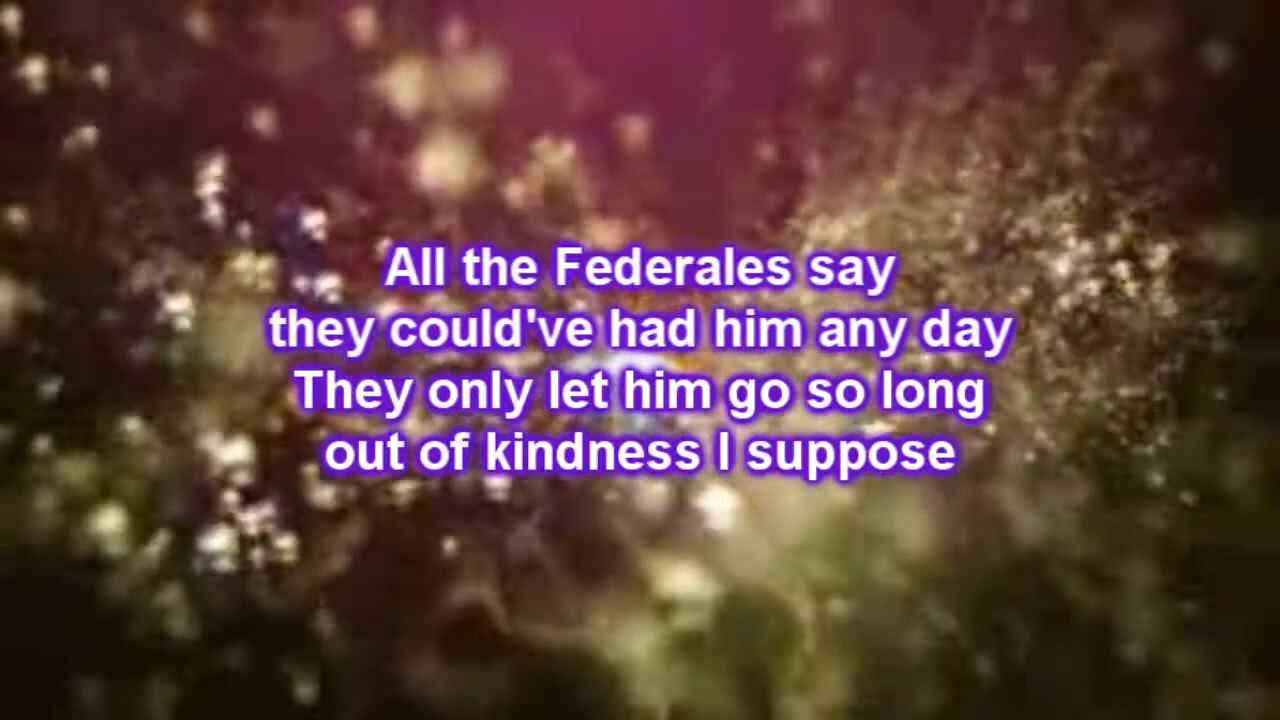 All the Federales say
they could've had him any day
They only let him go so long
out of kindness I suppose